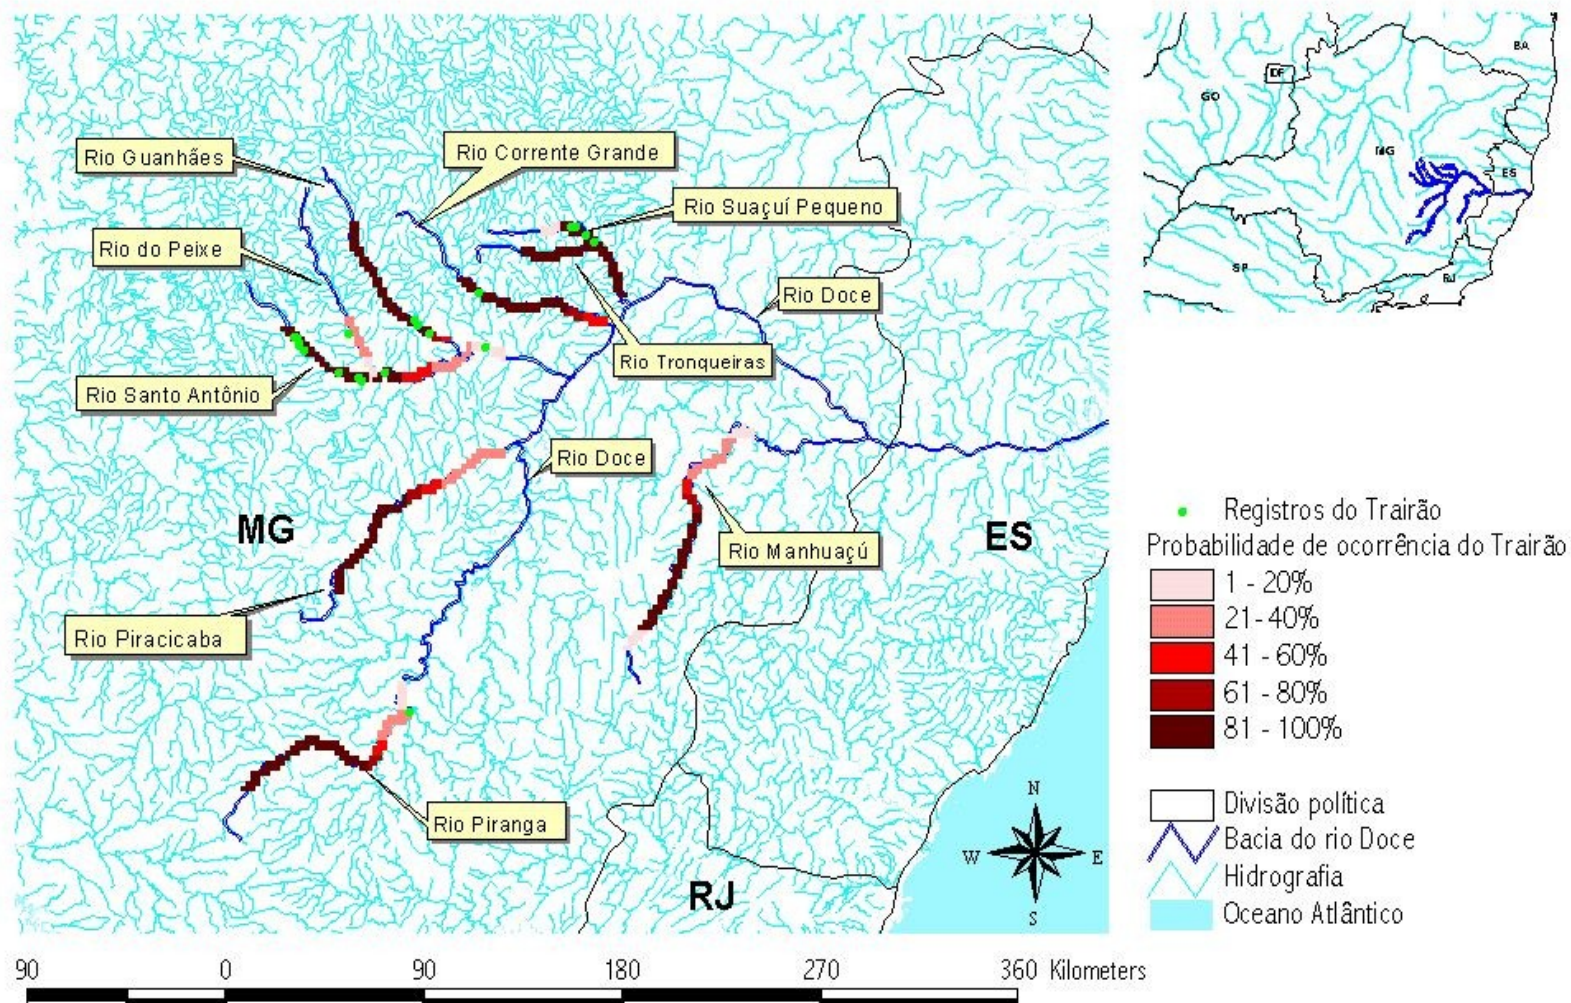 Rio Guanhães
Rio Corrente Grande
Rio Suaçuí Pequeno
Rio do Peixe
Rio Doce
Rio Tronqueiras
Rio Santo Antônio
Rio Doce
MG
ES
Rio Manhuaçú
Rio Piracicaba
Rio Piranga
RJ
N
W
E
S
BA
DF
GO
MG
ES
SP
RJ
Registros do Trairão
Probabilidade de ocorrência do Trairão
1 - 20%
21 - 40%
41 - 60%
61 - 80%
81 - 100%
Divisão política
Bacia do rio Doce
Hidrografia
Oceano Atlântico
90 0 90 180 270 360 Kilometers